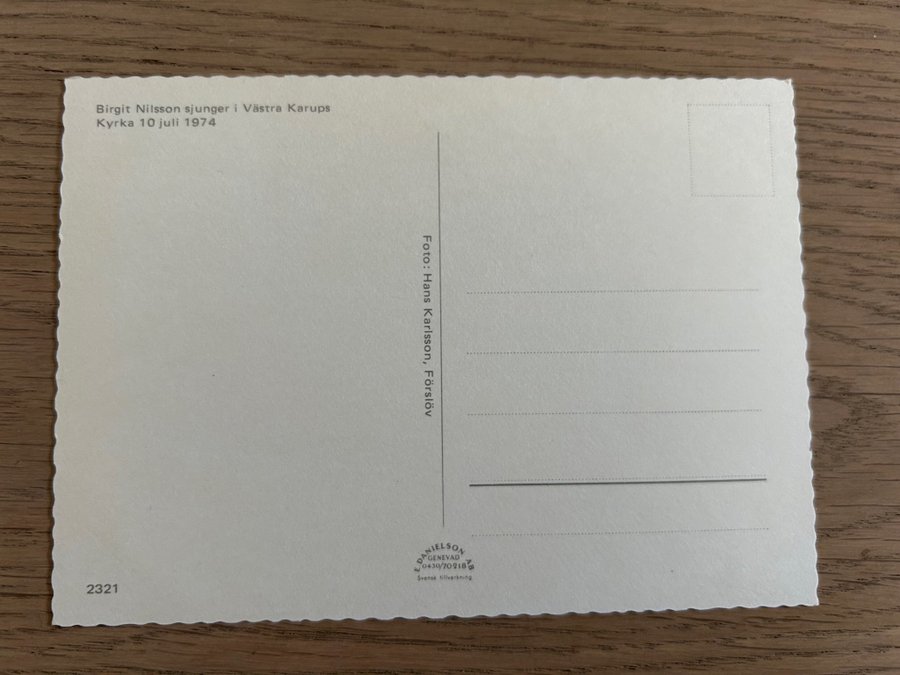 Birgit Nilsson sjunger i Västra Karups
Kyrka 10 juli 1974
Foto: Hans Karlsson, Förslöv
E. DANIELSON AB
GENEVAD
0430/70218
Svensk tillverkning.
2321